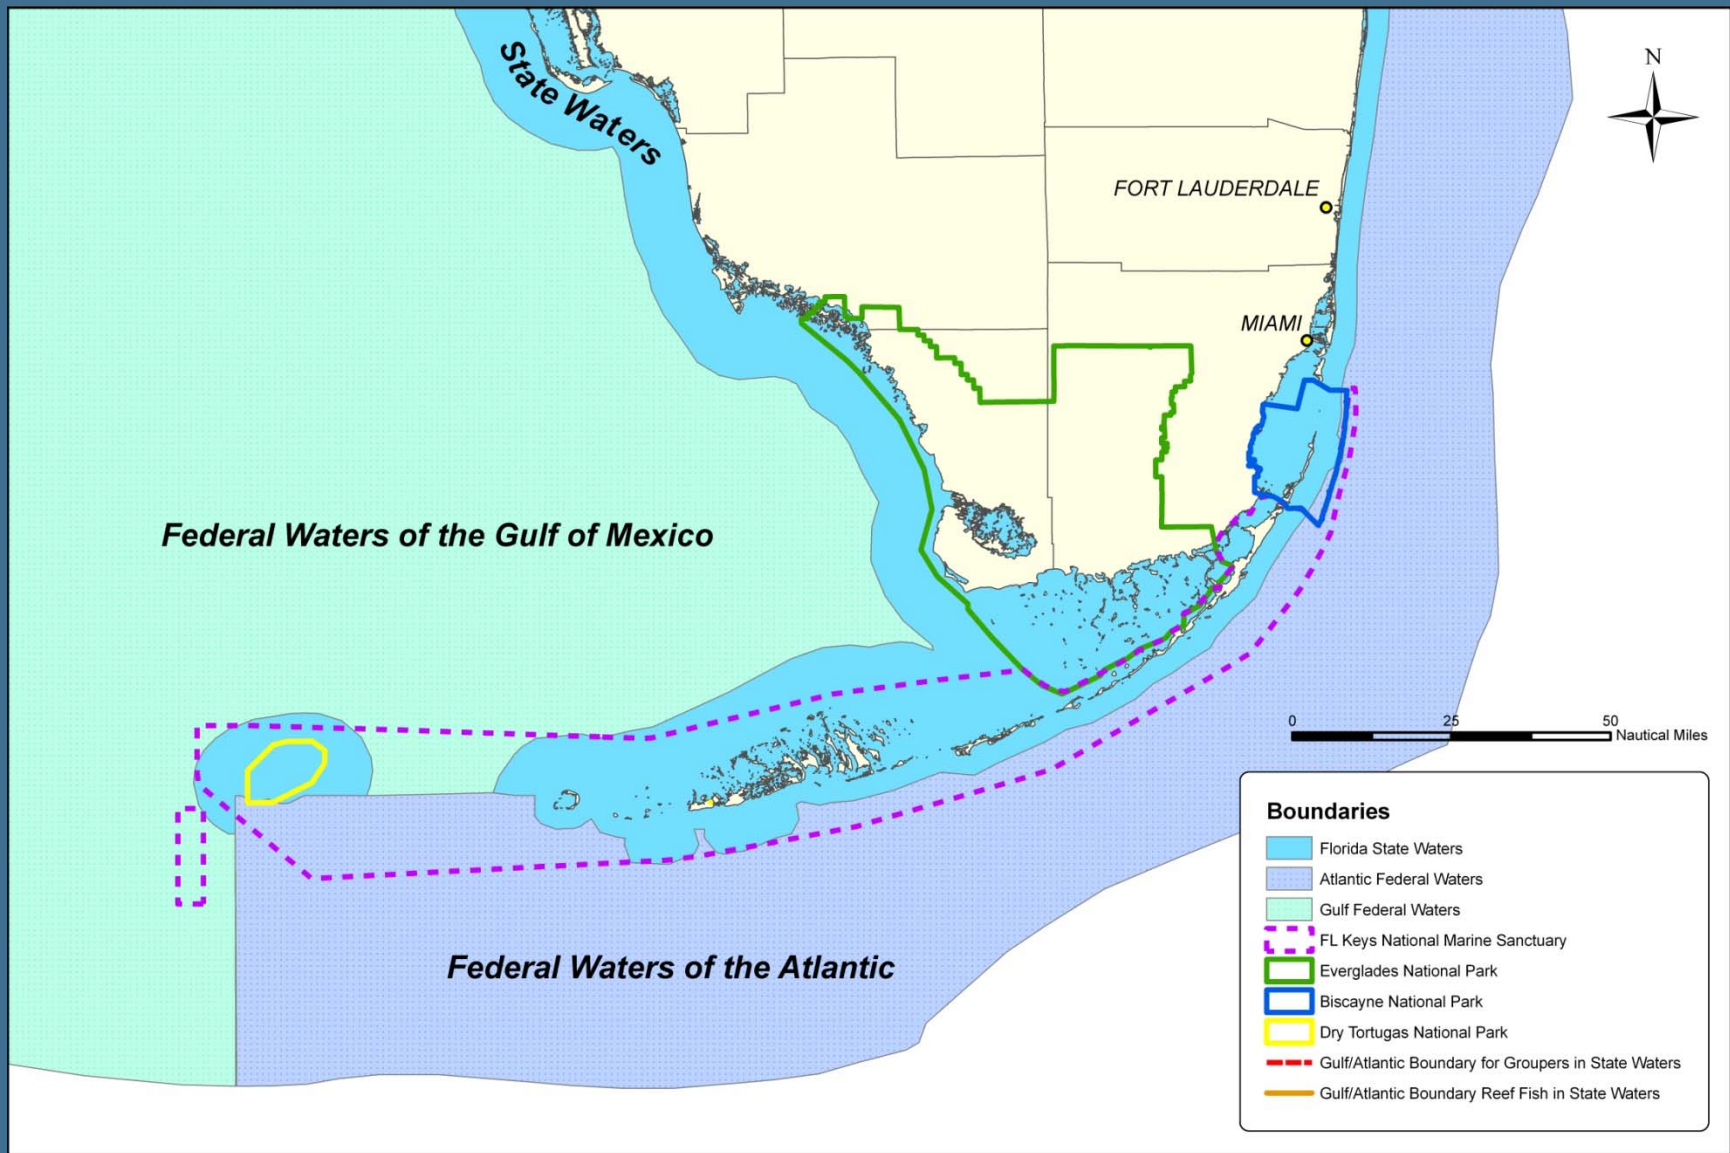 N
State Waters
FORT LAUDERDALE
MIAMI
Federal Waters of the Gulf of Mexico
0 25 50
Nautical Miles
Federal Waters of the Atlantic
Boundaries
Florida State Waters
Atlantic Federal Waters
Gulf Federal Waters
FL Keys National Marine Sanctuary
Everglades National Park
Biscayne National Park
Dry Tortugas National Park
Gulf/Atlantic Boundary for Groupers in State Waters
Gulf/Atlantic Boundary Reef Fish in State Waters